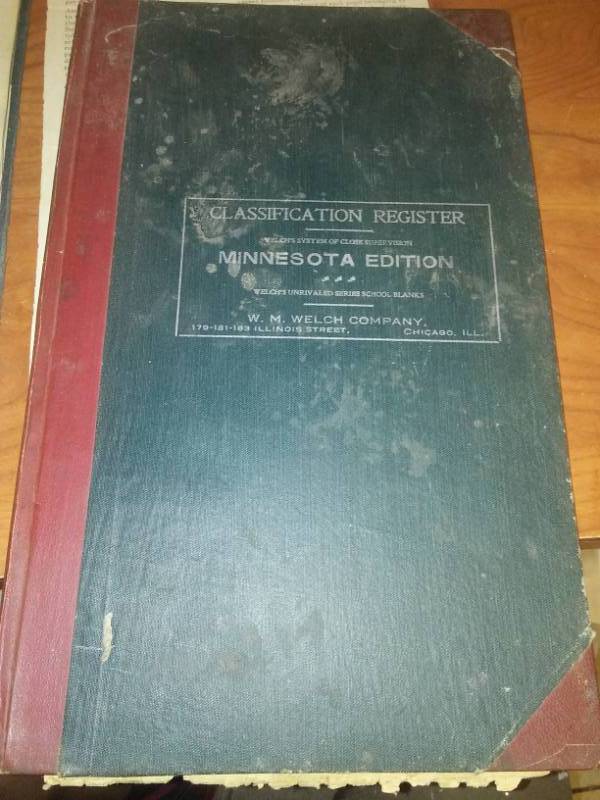 CLASSIFICATION REGISTER
WELCH'S SYSTEM OF CLOSE SUPERVISION
MINNESOTA EDITION
WELCH'S UNRIVALED SERIES SCHOOL BLANKS
W. M. WELCH COMPANY,
179-181-183 ILLINOIS STREET, CHICAGO, ILL.